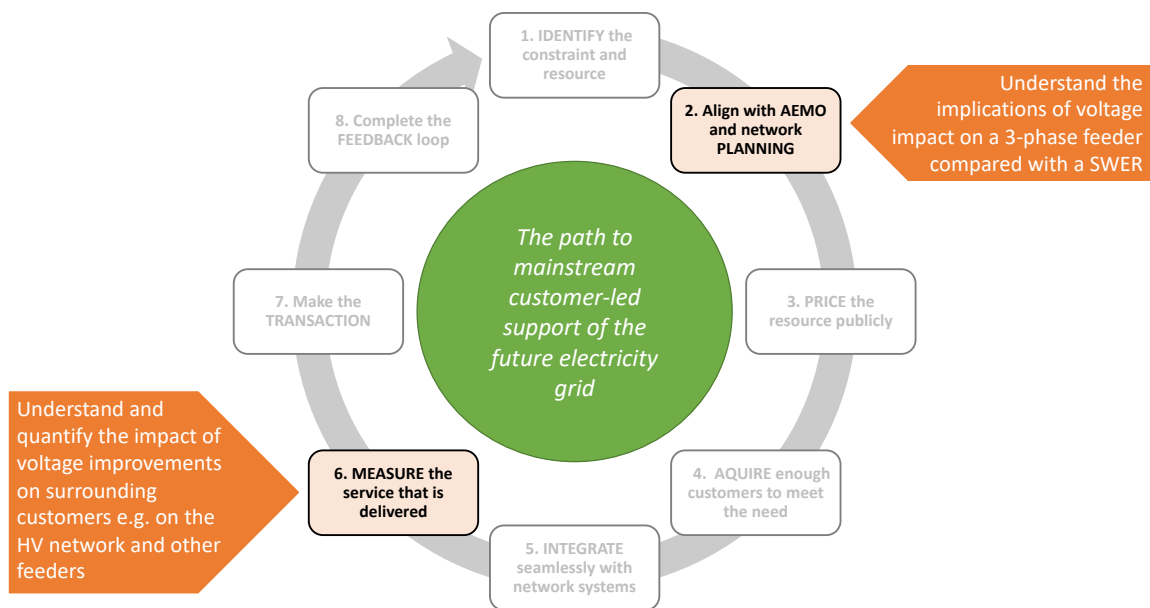 1. IDENTIFY the
constraint and
resource
2. Align with AEMO
and network
PLANNING
Understand the
implications of voltage
impact on a 3-phase feeder
compared with a SWER
3. PRICE the
resource publicly
4.  AQUIRE enough
customers to meet
the need
5. INTEGRATE
seamlessly with
network systems
6. MEASURE the
service that is
delivered
Understand and
quantify the impact of
voltage improvements
on surrounding
customers e.g. on the
HV network and other
feeders
7. Make the
TRANSACTION
8. Complete the
FEEDBACK loop
The path to
mainstream
customer-led
support of the
future electricity
grid